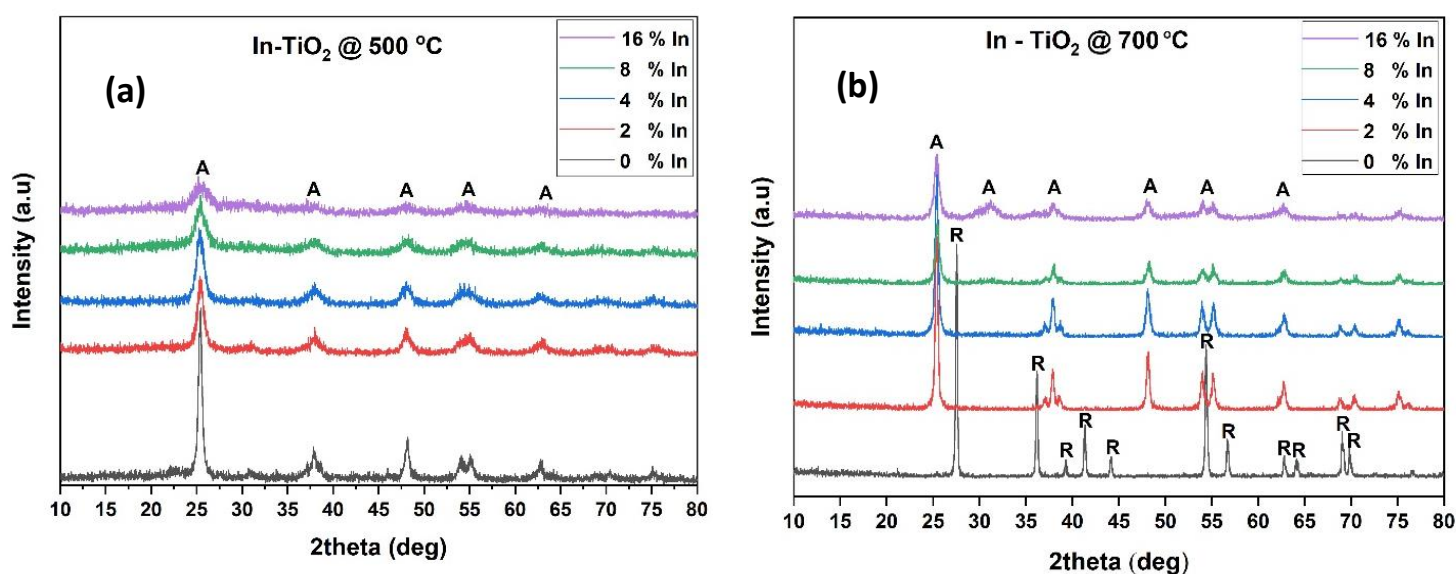 In-TiO₂ @ 500 °C
(a)
16 % In
8 % In
4 % In
2 % In
0 % In
A
A
A
A
A
Intensity (a.u)
10 15 20 25 30 35 40 45 50 55 60 65 70 75 80
2theta (deg)
In - TiO₂ @ 700 °C
(b)
16 % In
8 % In
4 % In
2 % In
0 % In
A
A
A
A
A
A
R
R
R
R
R
R
R
R
R
R
R
Intensity (a.u)
10 15 20 25 30 35 40 45 50 55 60 65 70 75 80
2theta (deg)